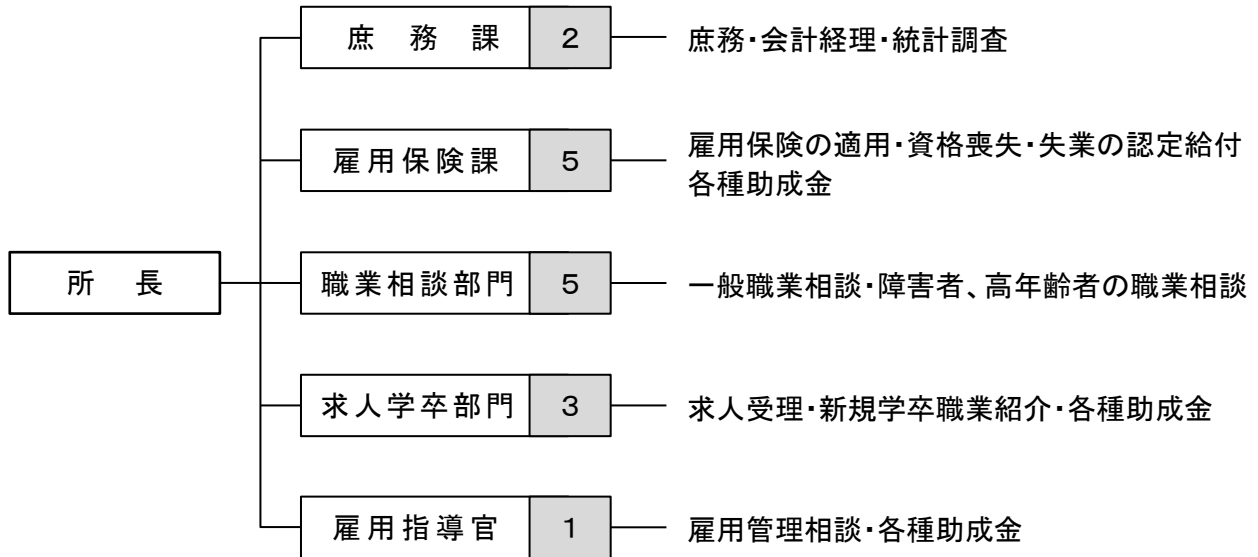 庶務課 2 庶務・会計経理・統計調査
雇用保険課 5 雇用保険の適用・資格喪失・失業の認定給付
各種助成金
所長
職業相談部門 5 一般職業相談・障害者、高年齢者の職業相談
求人学卒部門 3 求人受理・新規学卒職業紹介・各種助成金
雇用指導官 1 雇用管理相談・各種助成金